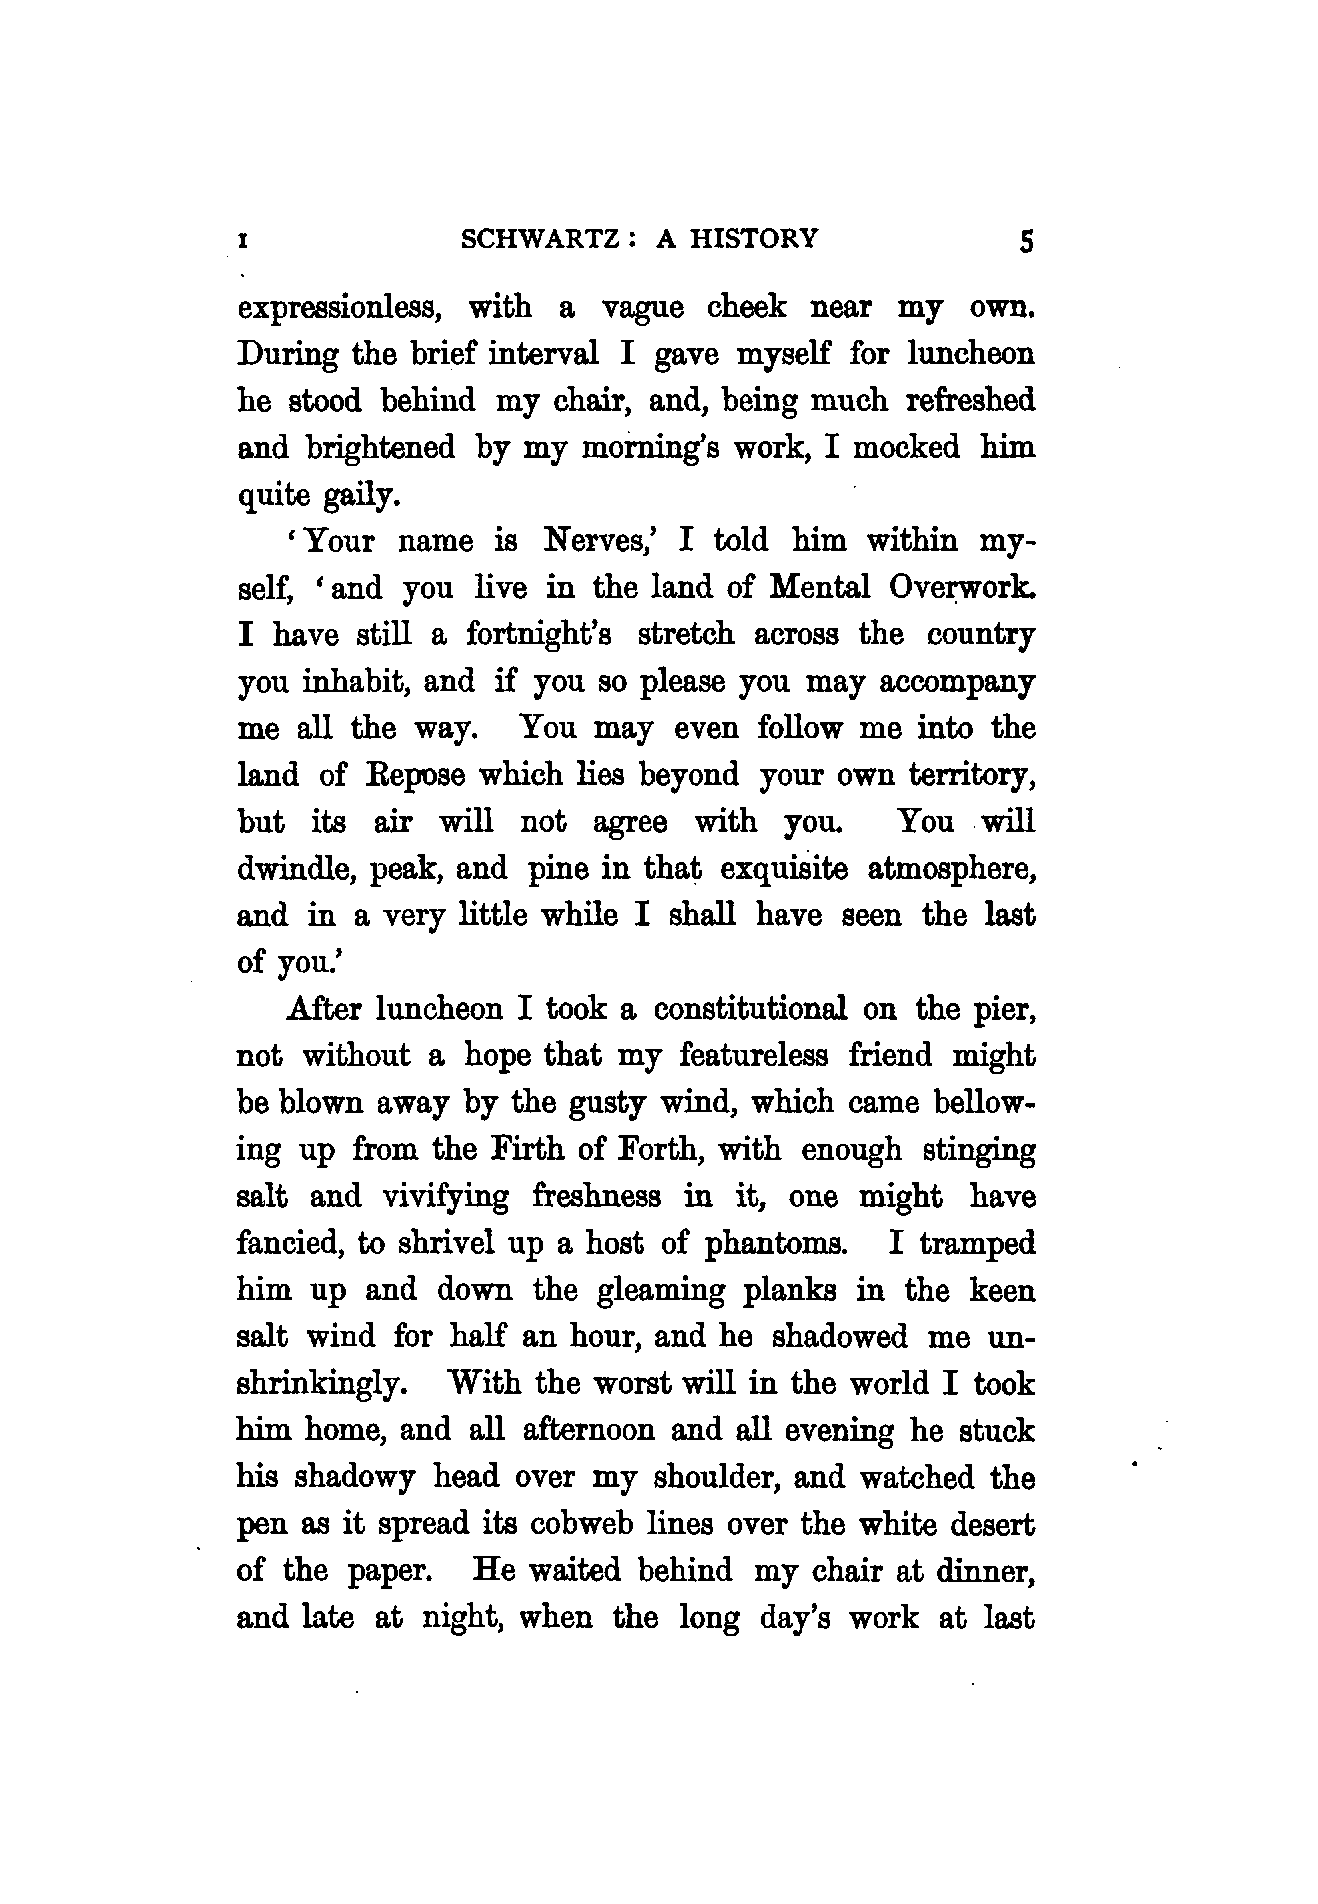 I SCHWARTZ: A HISTORY 5
expressionless, with a vague cheek near my own.
During the brief interval I gave myself for luncheon
he stood behind my chair, and, being much refreshed
and brightened by my morning's work, I mocked him
quite gaily.
'Your name is Nerves,' I told him within my-
self, 'and you live in the land of Mental Overwork.
I have still a fortnight's stretch across the country
you inhabit, and if you so please you may accompany
me all the way. You may even follow me into the
land of Repose which lies beyond your own territory,
but its air will not agree with you. You will
dwindle, peak, and pine in that exquisite atmosphere,
and in a very little while I shall have seen the last
of you.'
After luncheon I took a constitutional on the pier,
not without a hope that my featureless friend might
be blown away by the gusty wind, which came bellow-
ing up from the Firth of Forth, with enough stinging
salt and vivifying freshness in it, one might have
fancied, to shrivel up a host of phantoms. I tramped
him up and down the gleaming planks in the keen
salt wind for half an hour, and he shadowed me un-
shrinkingly. With the worst will in the world I took
him home, and all afternoon and all evening he stuck
his shadowy head over my shoulder, and watched the
pen as it spread its cobweb lines over the white desert
of the paper. He waited behind my chair at dinner,
and late at night, when the long day's work at last